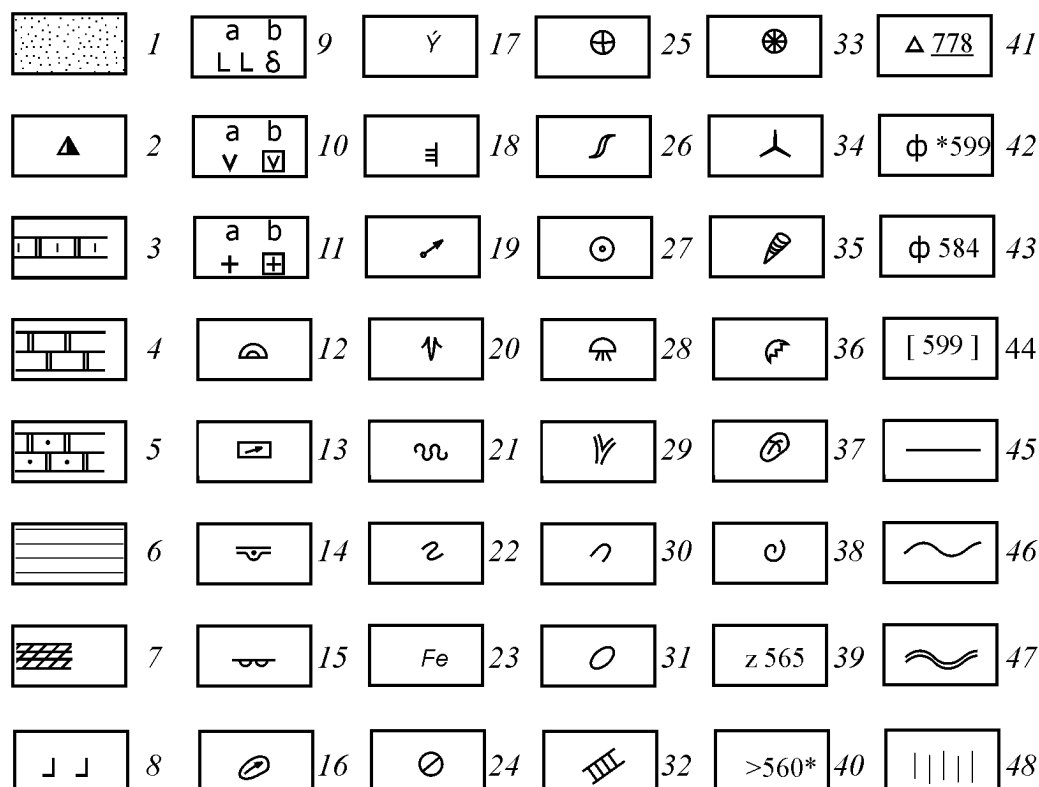 1 a b 9 Ý 17 25 33 △ 778 41
L L δ
2 a b 10 18 26 34 ф *599 42
v v
3 a b 11 19 27 35 ф 584 43
+ +
4 12 20 28 36 [ 599 ] 44
5 13 21 29 37 45
6 14 22 30 38 46
7 15 Fe 23 31 z 565 39 47
8 16 24 32 >560* 40 48